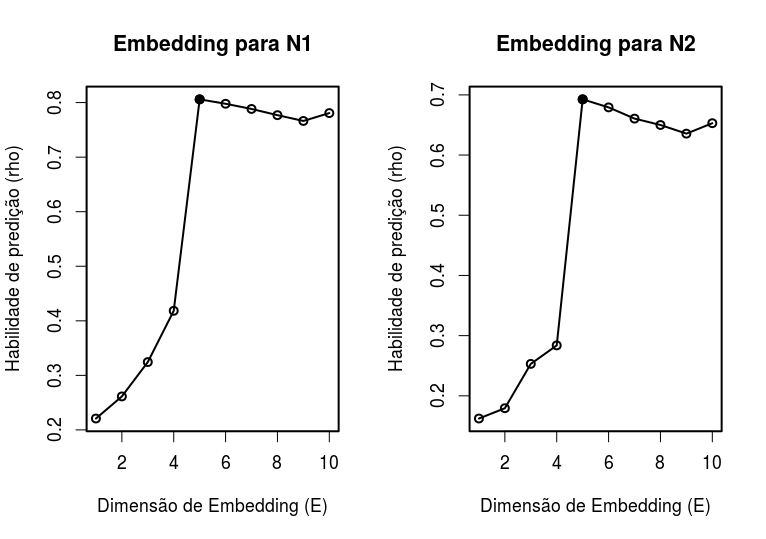 Embedding para N1
Habilidade de predição (rho)
0.8
0.7
0.6
0.5
0.4
0.3
0.2
2 4 6 8 10
Dimensão de Embedding (E)
Embedding para N2
Habilidade de predição (rho)
0.7
0.6
0.5
0.4
0.3
0.2
2 4 6 8 10
Dimensão de Embedding (E)